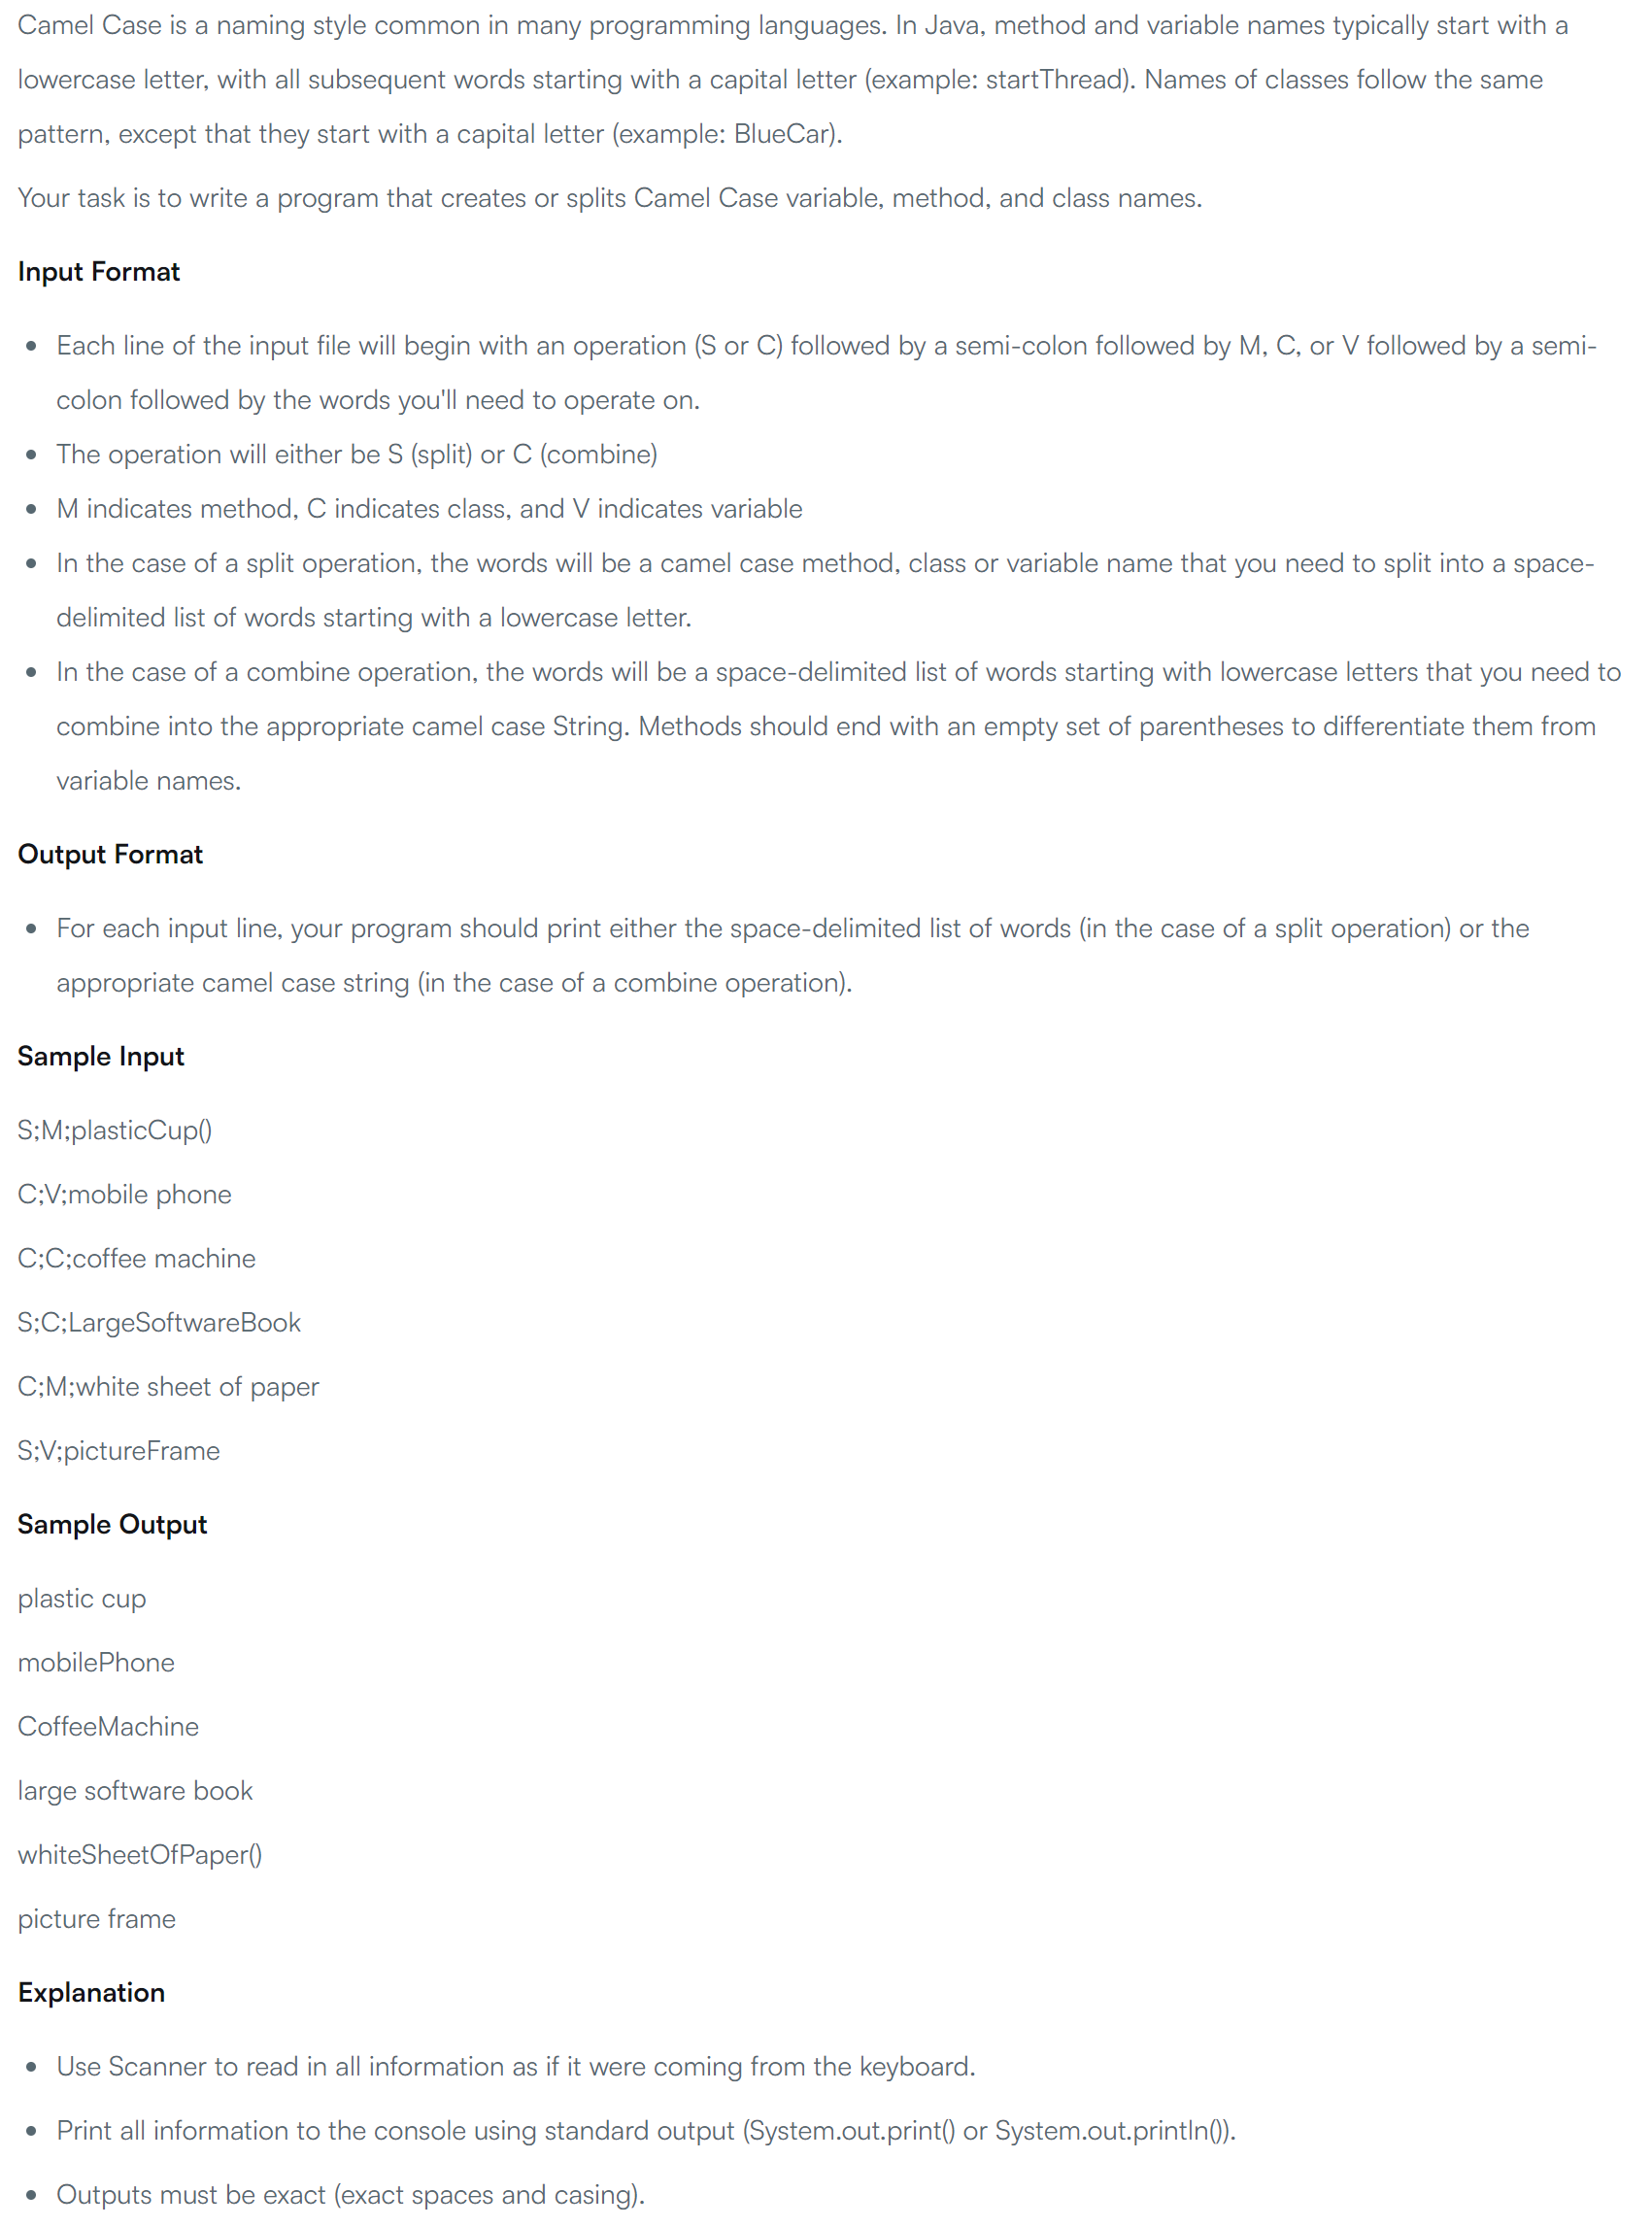 Camel Case is a naming style common in many programming languages. In Java, method and variable names typically start with a
lowercase letter, with all subsequent words starting with a capital letter (example: startThread). Names of classes follow the same
pattern, except that they start with a capital letter (example: BlueCar).
Your task is to write a program that creates or splits Camel Case variable, method, and class names.
Input Format
• Each line of the input file will begin with an operation (S or C) followed by a semi-colon followed by M, C, or V followed by a semi-
colon followed by the words you'll need to operate on.
• The operation will either be S (split) or C (combine)
• M indicates method, C indicates class, and V indicates variable
• In the case of a split operation, the words will be a camel case method, class or variable name that you need to split into a space-
delimited list of words starting with a lowercase letter.
• In the case of a combine operation, the words will be a space-delimited list of words starting with lowercase letters that you need to
combine into the appropriate camel case String. Methods should end with an empty set of parentheses to differentiate them from
variable names.
Output Format
• For each input line, your program should print either the space-delimited list of words (in the case of a split operation) or the
appropriate camel case string (in the case of a combine operation).
Sample Input
S;M;plasticCup()
C;V;mobile phone
C;C;coffee machine
S;C;LargeSoftwareBook
C;M;white sheet of paper
S;V;pictureFrame
Sample Output
plastic cup
mobilePhone
CoffeeMachine
large software book
whiteSheetOfPaper()
picture frame
Explanation
• Use Scanner to read in all information as if it were coming from the keyboard.
• Print all information to the console using standard output (System.out.print() or System.out.println()).
• Outputs must be exact (exact spaces and casing).